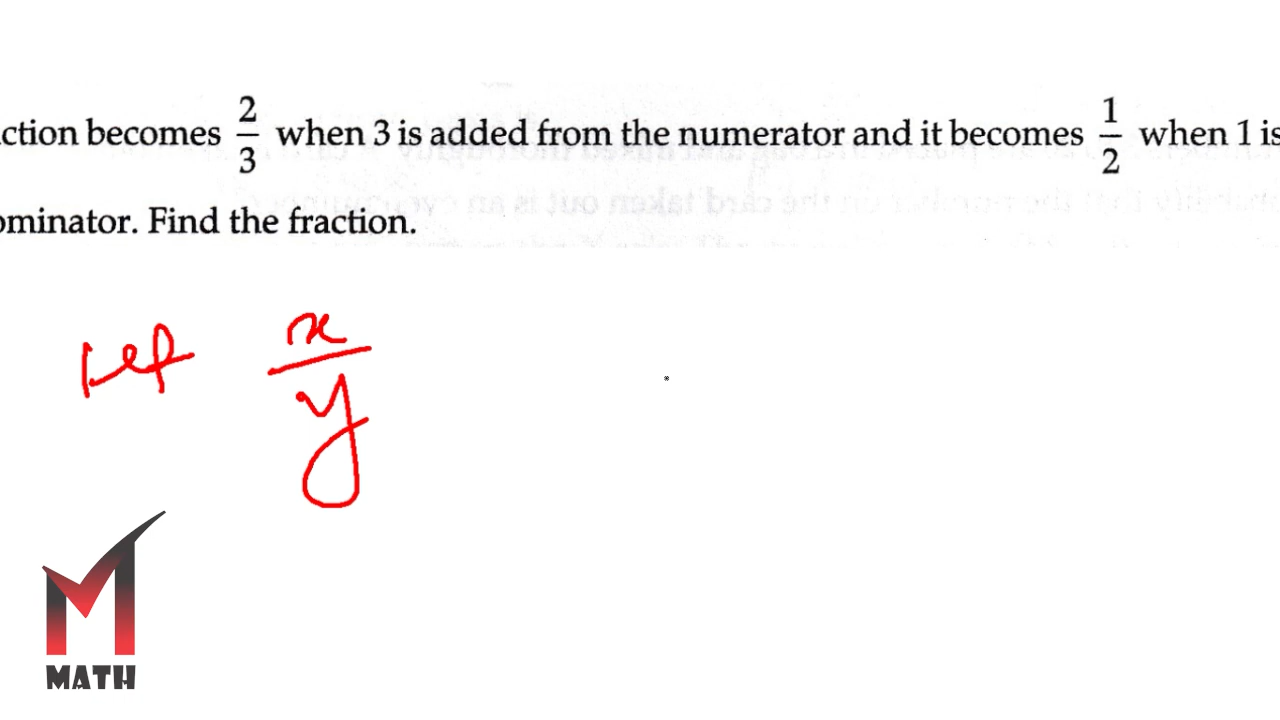 ction becomes 2/3 when 3 is added from the numerator and it becomes 1/2 when 1 is
ominator. Find the fraction.
Let x/y
MATH